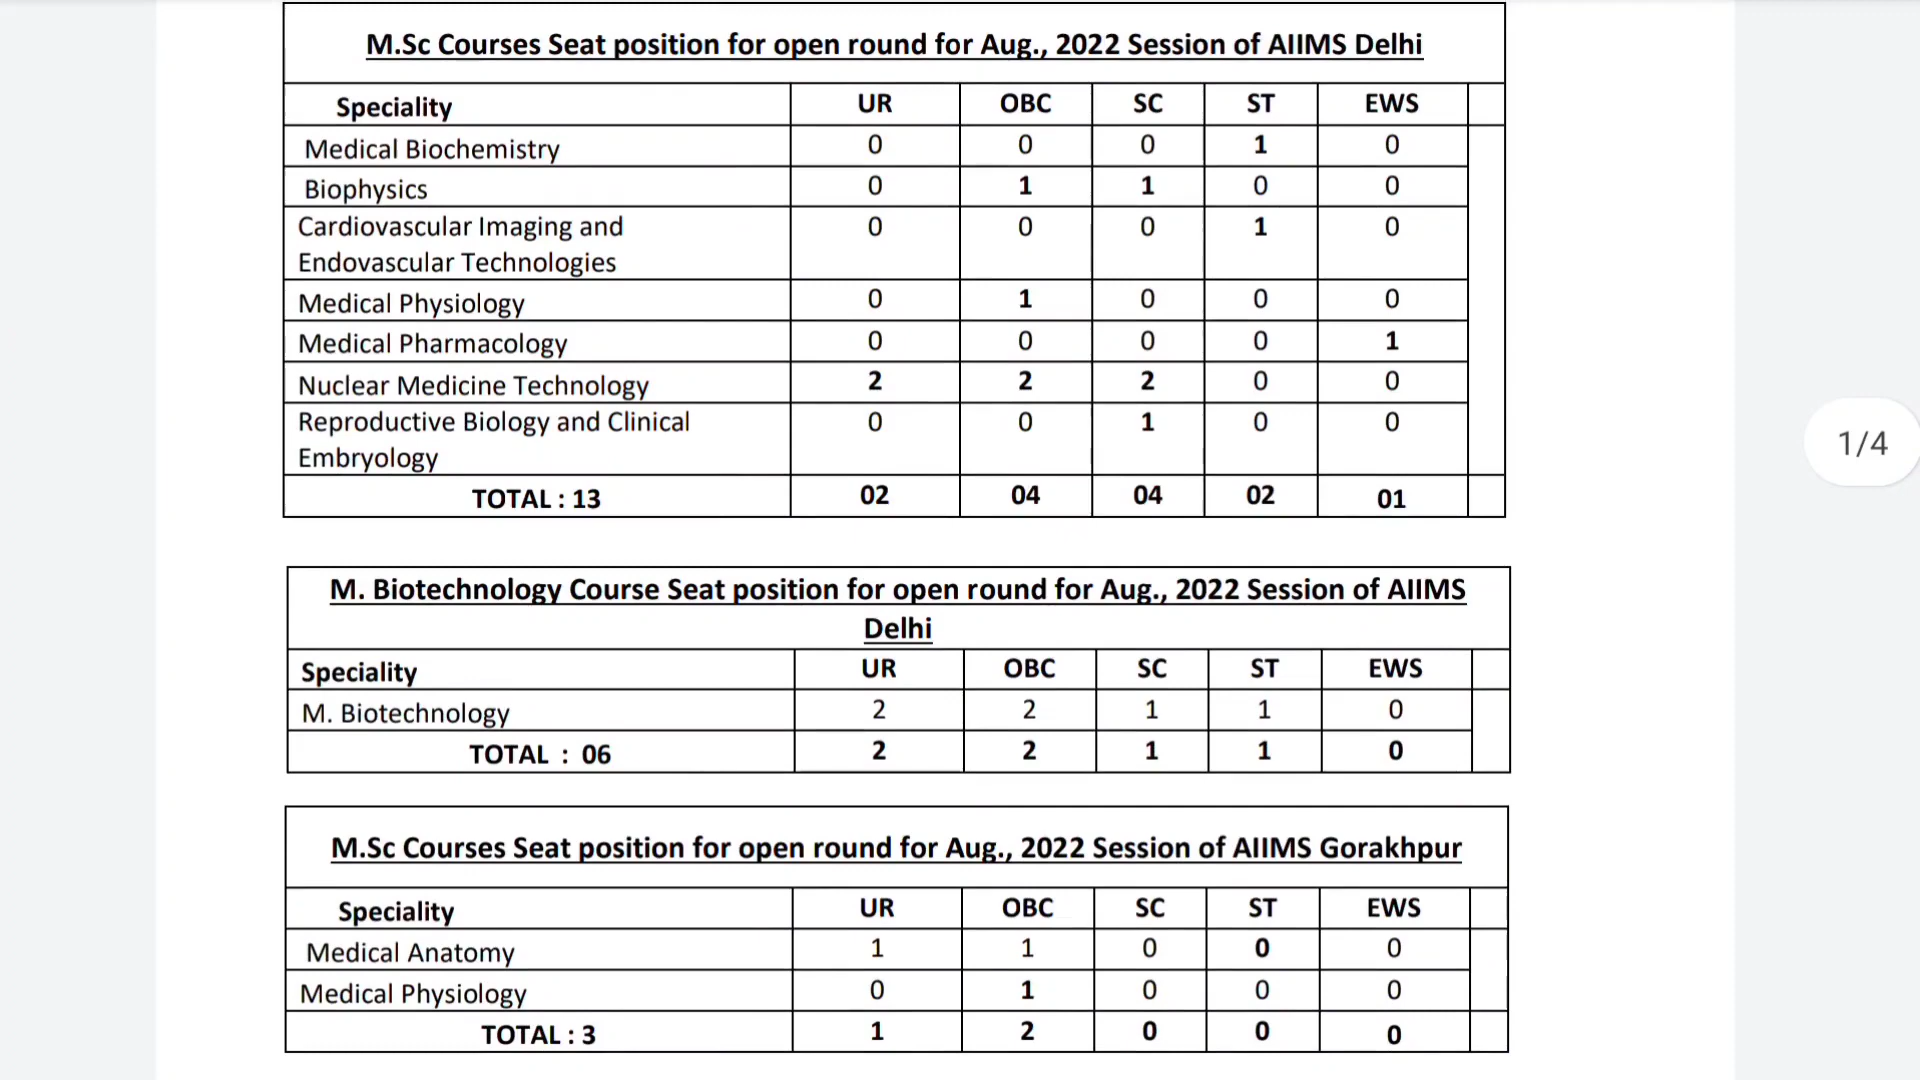 M.Sc Courses Seat position for open round for Aug., 2022 Session of AIIMS Delhi
Speciality UR OBC SC ST EWS
Medical Biochemistry 0 0 0 1 0
Biophysics 0 1 1 0 0
Cardiovascular Imaging and 0 0 0 1 0
Endovascular Technologies
Medical Physiology 0 1 0 0 0
Medical Pharmacology 0 0 0 0 1
Nuclear Medicine Technology 2 2 2 0 0
Reproductive Biology and Clinical 0 0 1 0 0
Embryology
TOTAL : 13 02 04 04 02 01
1/4
M. Biotechnology Course Seat position for open round for Aug., 2022 Session of AIIMS
Delhi
Speciality UR OBC SC ST EWS
M. Biotechnology 2 2 1 1 0
TOTAL : 06 2 2 1 1 0
M.Sc Courses Seat position for open round for Aug., 2022 Session of AIIMS Gorakhpur
Speciality UR OBC SC ST EWS
Medical Anatomy 1 1 0 0 0
Medical Physiology 0 1 0 0 0
TOTAL : 3 1 2 0 0 0